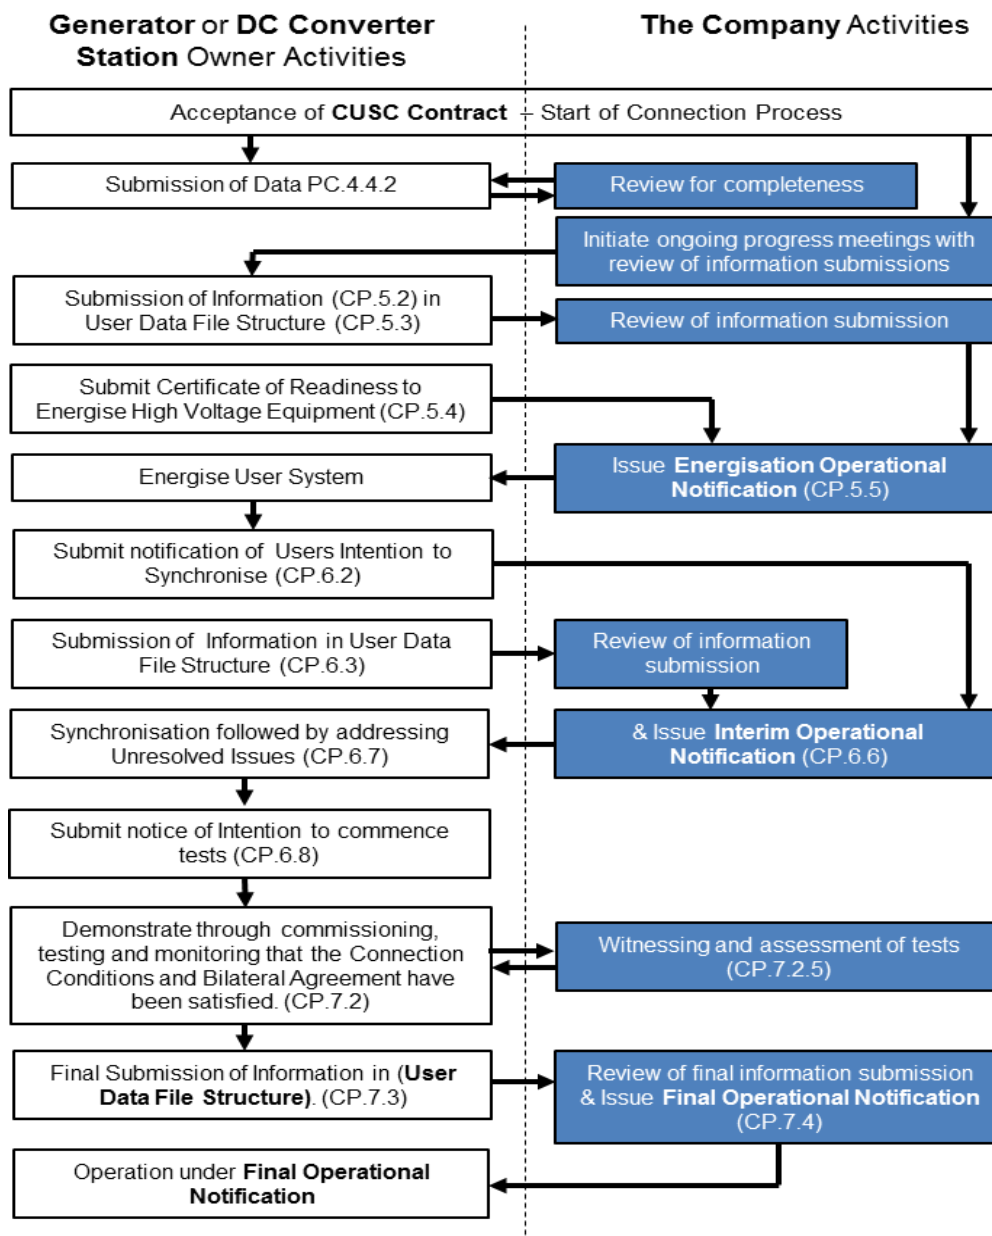 Generator or DC Converter
Station Owner Activities
The Company Activities
Acceptance of CUSC Contract – Start of Connection Process
Submission of Data PC.4.4.2
Review for completeness
Initiate ongoing progress meetings with
review of information submissions
Submission of Information (CP.5.2) in
User Data File Structure (CP.5.3)
Review of information submission
Submit Certificate of Readiness to
Energise High Voltage Equipment (CP.5.4)
Issue Energisation Operational
Notification (CP.5.5)
Energise User System
Submit notification of Users Intention to
Synchronise (CP.6.2)
Submission of Information in User Data
File Structure (CP.6.3)
Review of information
submission
Synchronisation followed by addressing
Unresolved Issues (CP.6.7)
& Issue Interim Operational
Notification (CP.6.6)
Submit notice of Intention to commence
tests (CP.6.8)
Demonstrate through commissioning,
testing and monitoring that the Connection
Conditions and Bilateral Agreement have
been satisfied. (CP.7.2)
Witnessing and assessment of tests
(CP.7.2.5)
Final Submission of Information in (User
Data File Structure). (CP.7.3)
Review of final information submission
& Issue Final Operational Notification
(CP.7.4)
Operation under Final Operational
Notification